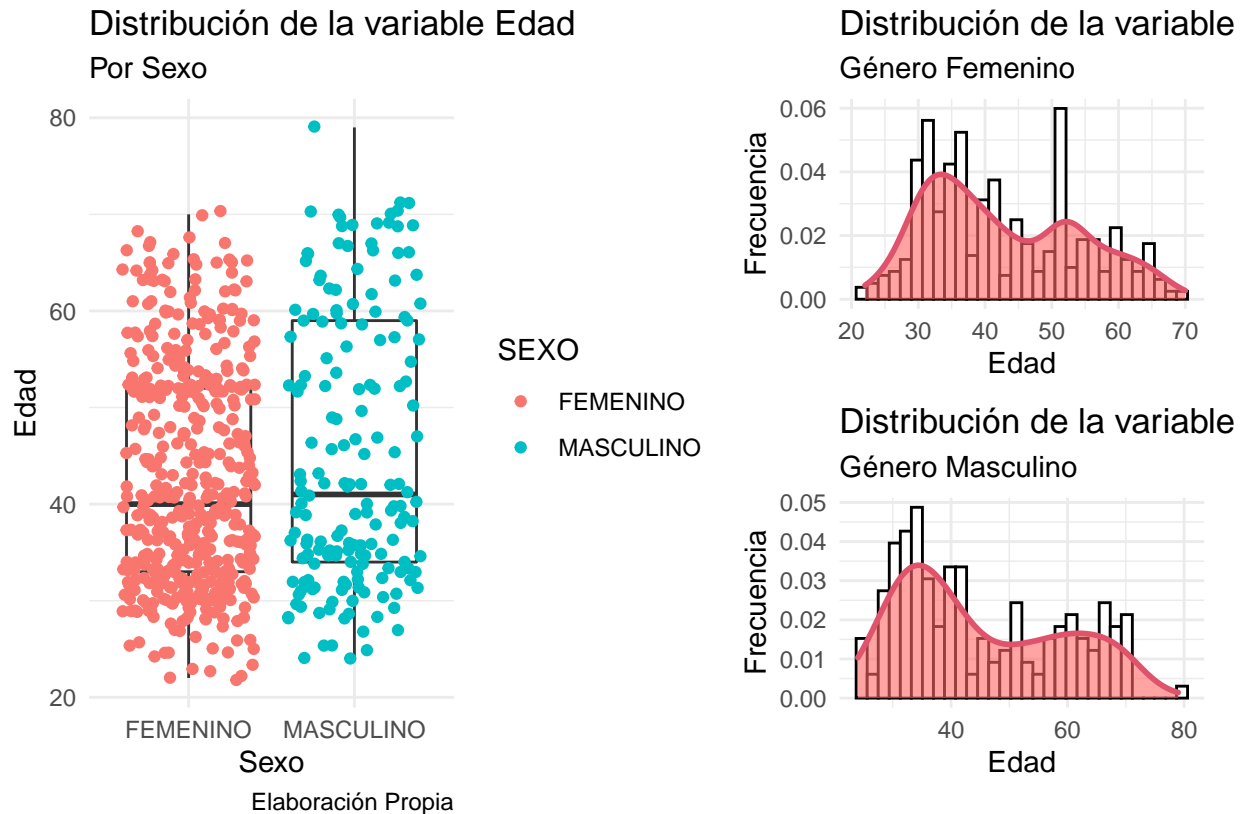 Distribución de la variable Edad
Por Sexo
80
60
40
20
Edad
FEMENINO
MASCULINO
Sexo
Elaboración Propia
SEXO
FEMENINO
MASCULINO
Distribución de la variable
Género Femenino
0.06
0.04
0.02
0.00
Frecuencia
20
30
40
50
60
70
Edad
Distribución de la variable
Género Masculino
0.05
0.04
0.03
0.02
0.01
0.00
Frecuencia
40
60
80
Edad